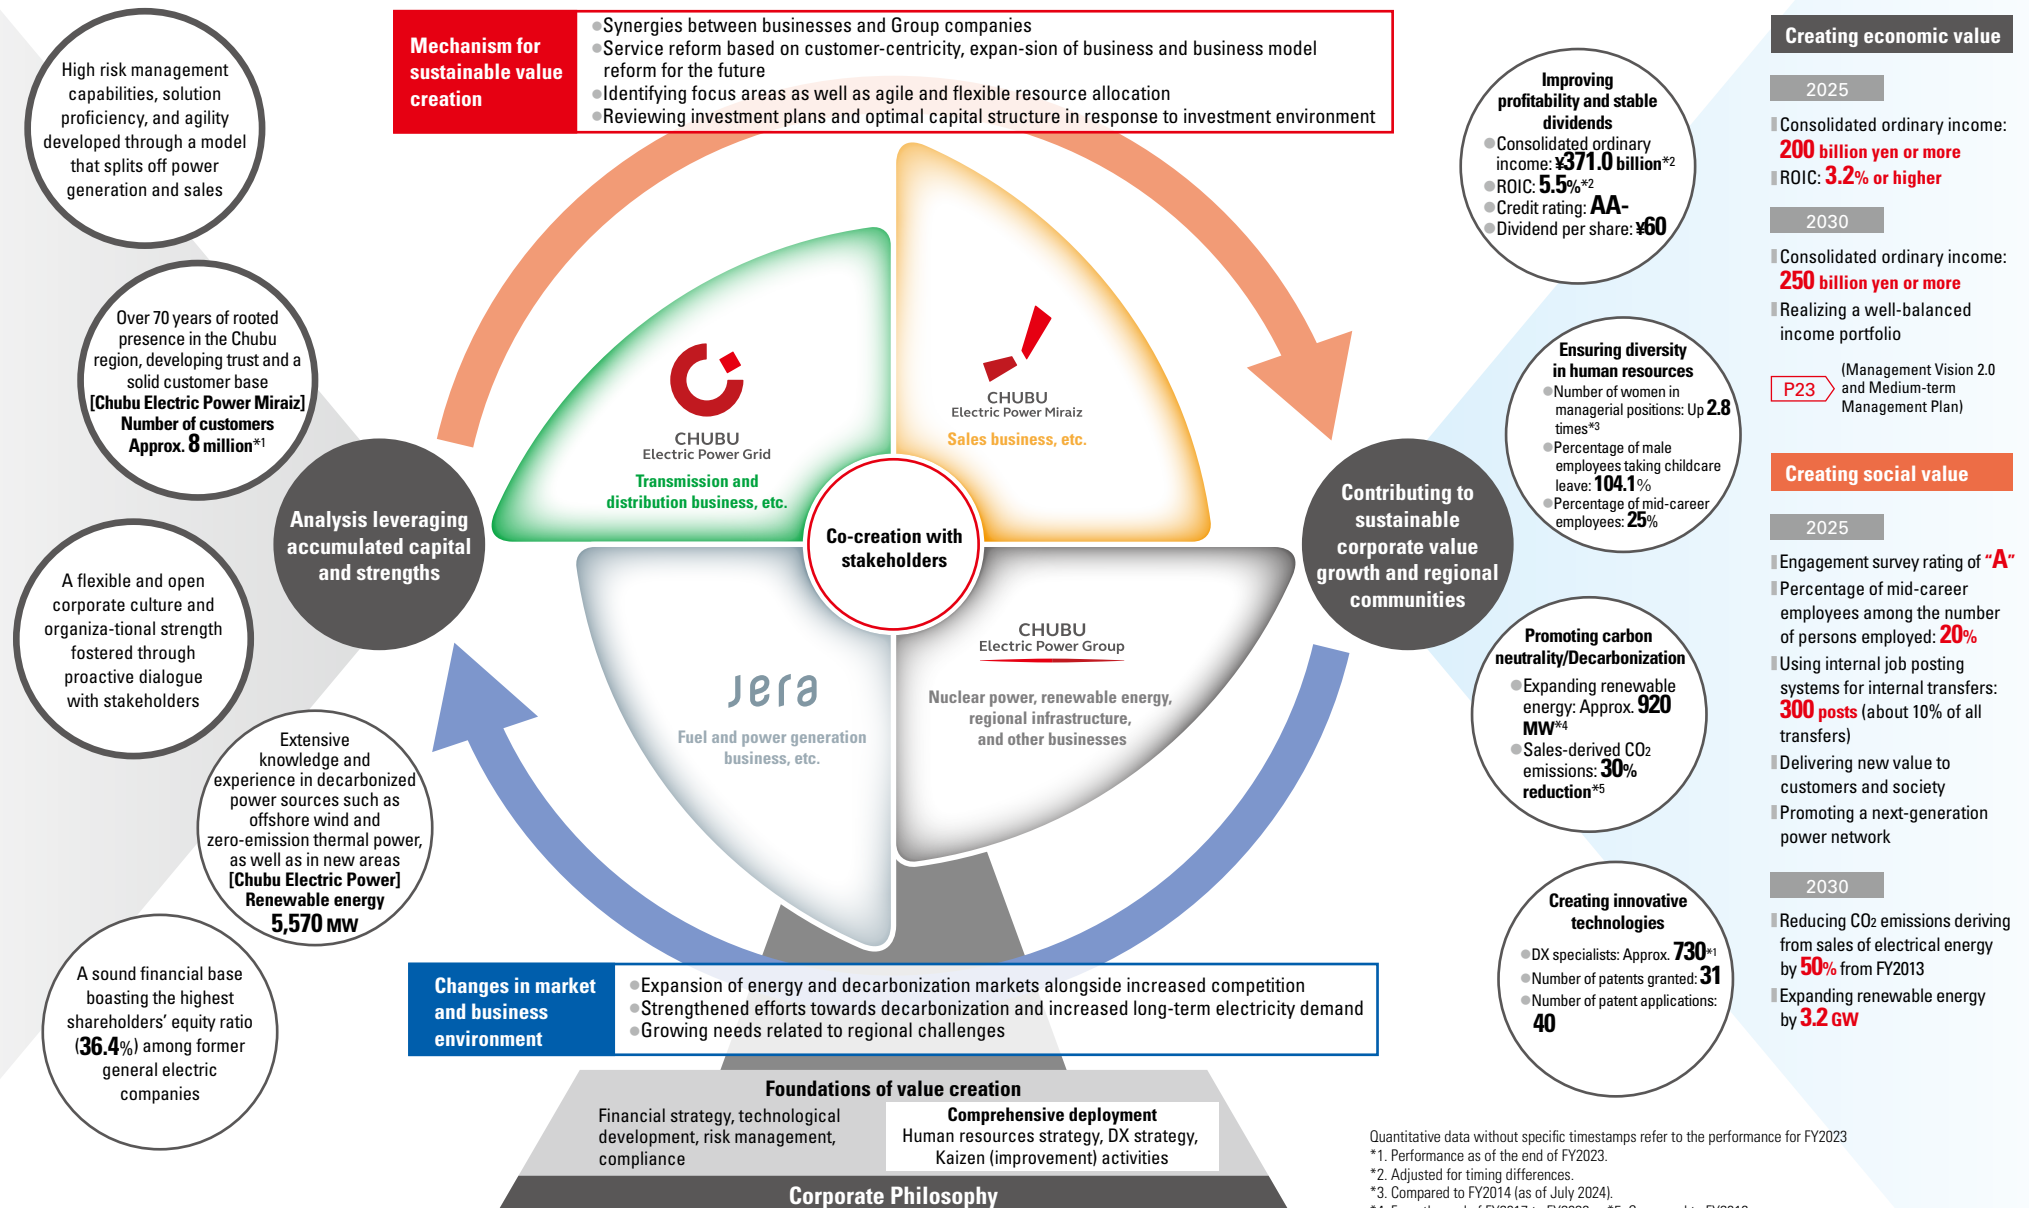 High risk management
capabilities, solution
proficiency, and agility
developed through a model
that splits off power
generation and sales
Over 70 years of rooted
presence in the Chubu
region, developing trust and a
solid customer base
[Chubu Electric Power Miraiz]
Number of customers
Approx. 8 million*1
A flexible and open
corporate culture and
organiza-tional strength
fostered through
proactive dialogue
with stakeholders
Extensive
knowledge and
experience in decarbonized
power sources such as
offshore wind and
zero-emission thermal power,
as well as in new areas
[Chubu Electric Power]
Renewable energy
5,570 MW
A sound financial base
boasting the highest
shareholders' equity ratio
(36.4%) among former
general electric
companies
Analysis leveraging
accumulated capital
and strengths
Mechanism for
sustainable value
creation
●Synergies between businesses and Group companies
●Service reform based on customer-centricity, expan-sion of business and business model
reform for the future
●Identifying focus areas as well as agile and flexible resource allocation
●Reviewing investment plans and optimal capital structure in response to investment environment
CHUBU
Electric Power Grid
Transmission and
distribution business, etc.
CHUBU
Electric Power Miraiz
Sales business, etc.
Co-creation with
stakeholders
Jera
Fuel and power generation
business, etc.
CHUBU
Electric Power Group
Nuclear power, renewable energy,
regional infrastructure,
and other businesses
Changes in market
and business
environment
●Expansion of energy and decarbonization markets alongside increased competition
●Strengthened efforts towards decarbonization and increased long-term electricity demand
●Growing needs related to regional challenges
Foundations of value creation
Financial strategy, technological
development, risk management,
compliance
Comprehensive deployment
Human resources strategy, DX strategy,
Kaizen (improvement) activities
Corporate Philosophy
Contributing to
sustainable
corporate value
growth and regional
communities
Improving
profitability and stable
dividends
●Consolidated ordinary
income: ¥371.0 billion*2
●ROIC: 5.5%*2
●Credit rating: AA-
●Dividend per share: ¥60
Ensuring diversity
in human resources
●Number of women in
managerial positions: Up 2.8
times*3
●Percentage of male
employees taking childcare
leave: 104.1%
●Percentage of mid-career
employees: 25%
Promoting carbon
neutrality/Decarbonization
●Expanding renewable
energy: Approx. 920
MW*4
●Sales-derived CO2
emissions: 30%
reduction*5
Creating innovative
technologies
●DX specialists: Approx. 730*1
●Number of patents granted: 31
●Number of patent applications:
40
Creating economic value
2025
Consolidated ordinary income:
200 billion yen or more
ROIC: 3.2% or higher
2030
Consolidated ordinary income:
250 billion yen or more
Realizing a well-balanced
income portfolio
P23
(Management Vision 2.0
and Medium-term
Management Plan)
Creating social value
2025
Engagement survey rating of "A"
Percentage of mid-career
employees among the number
of persons employed: 20%
Using internal job posting
systems for internal transfers:
300 posts (about 10% of all
transfers)
Delivering new value to
customers and society
Promoting a next-generation
power network
2030
Reducing CO2 emissions deriving
from sales of electrical energy
by 50% from FY2013
Expanding renewable energy
by 3.2 GW
Quantitative data without specific timestamps refer to the performance for FY2023
*1. Performance as of the end of FY2023.
*2. Adjusted for timing differences.
*3. Compared to FY2014 (as of July 2024).